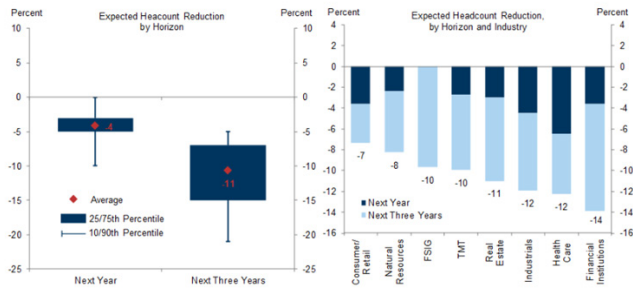 Percent
Expected Heacount Reduction
by Horizon
Percent
10
5
0
-5
-10
-15
-20
-25
10
5
0
-5
-10
-15
-20
-25
-4
-11
Average
25/75th Percentile
10/90th Percentile
Next Year
Next Three Years
Percent
Expected Headcount Reduction,
by Horizon and Industry
Percent
4
2
0
-2
-4
-6
-8
-10
-12
-14
-16
4
2
0
-2
-4
-6
-8
-10
-12
-14
-16
-7
-8
-10
-10
-11
-12
-12
-14
Next Year
Next Three Years
Consumer/
Retail
Natural
Resources
FSIG
TMT
Real
Estate
Industrials
Health
Care
Financial
Institutions